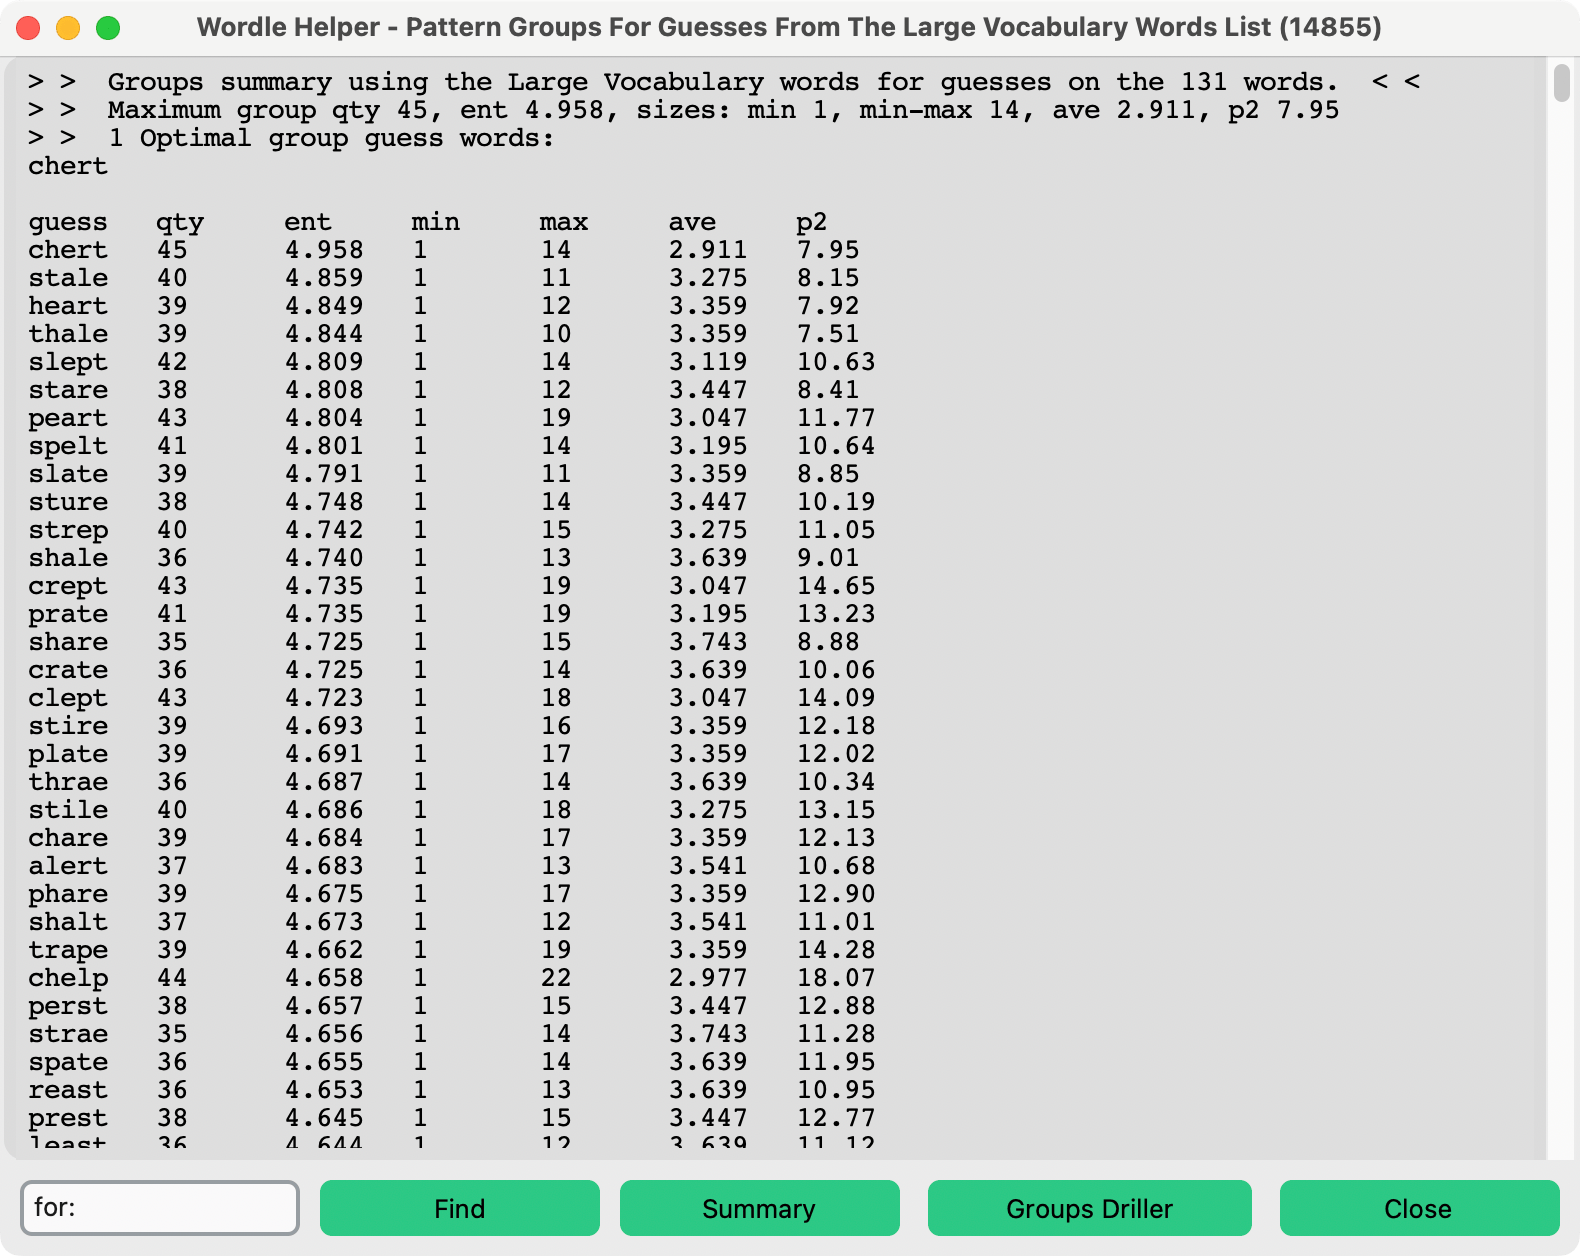 Wordle Helper - Pattern Groups For Guesses From The Large Vocabulary Words List (14855)
> >  Groups summary using the Large Vocabulary words for guesses on the 131 words.  < <
> >  Maximum group qty 45, ent 4.958, sizes: min 1, min-max 14, ave 2.911, p2 7.95
> >  1 Optimal group guess words:
chert
guess qty ent min max ave p2
chert 45 4.958 1 14 2.911 7.95
stale 40 4.859 1 11 3.275 8.15
heart 39 4.849 1 12 3.359 7.92
thale 39 4.844 1 10 3.359 7.51
slept 42 4.809 1 14 3.119 10.63
stare 38 4.808 1 12 3.447 8.41
peart 43 4.804 1 19 3.047 11.77
spelt 41 4.801 1 14 3.195 10.64
slate 39 4.791 1 11 3.359 8.85
sture 38 4.748 1 14 3.447 10.19
strep 40 4.742 1 15 3.275 11.05
shale 36 4.740 1 13 3.639 9.01
crept 43 4.735 1 19 3.047 14.65
prate 41 4.735 1 19 3.195 13.23
share 35 4.725 1 15 3.743 8.88
crate 36 4.725 1 14 3.639 10.06
clept 43 4.723 1 18 3.047 14.09
stire 39 4.693 1 16 3.359 12.18
plate 39 4.691 1 17 3.359 12.02
thrae 36 4.687 1 14 3.639 10.34
stile 40 4.686 1 18 3.275 13.15
chare 39 4.684 1 17 3.359 12.13
alert 37 4.683 1 13 3.541 10.68
phare 39 4.675 1 17 3.359 12.90
shalt 37 4.673 1 12 3.541 11.01
trape 39 4.662 1 19 3.359 14.28
chelp 44 4.658 1 22 2.977 18.07
perst 38 4.657 1 15 3.447 12.88
strae 35 4.656 1 14 3.743 11.28
spate 36 4.655 1 14 3.639 11.95
reast 36 4.653 1 13 3.639 10.95
prest 38 4.645 1 15 3.447 12.77
least 36 4.644 1 12 3.639 11.12
for: Find Summary Groups Driller Close